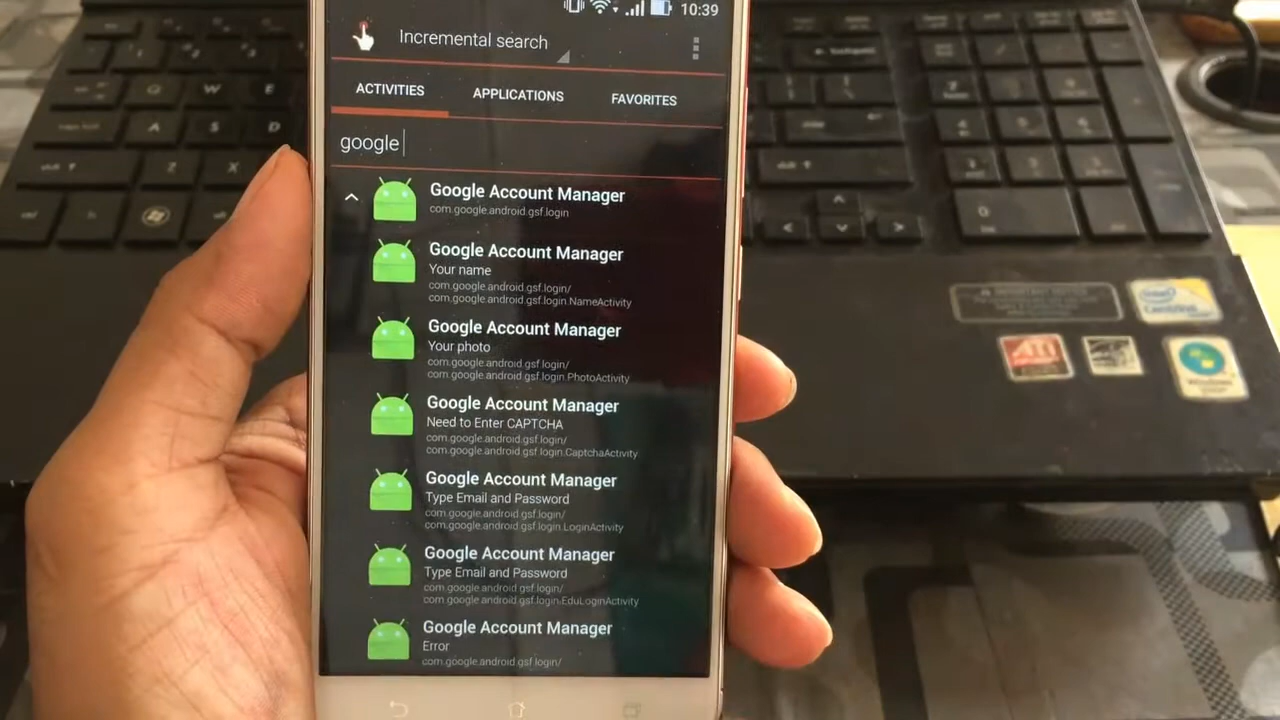 10:39
Incremental search
ACTIVITIES
APPLICATIONS
FAVORITES
google
Google Account Manager
com.google.android.gsf.login
Google Account Manager
Your name
com.google.android.gsf.login/
com.google.android.gsf.login.NameActivity
Google Account Manager
Your photo
com.google.android.gsf.login/
com.google.android.gsf.login.PhotoActivity
Google Account Manager
Need to Enter CAPTCHA
com.google.android.gsf.login/
com.google.android.gsf.login.CaptchaActivity
Google Account Manager
Type Email and Password
com.google.android.gsf.login/
com.google.android.gsf.login.LoginActivity
Google Account Manager
Type Email and Password
com.google.android.gsf.login/
com.google.android.gsf.login.EduLoginActivity
Google Account Manager
Error
com.google.android.gsf.login/
W
E
A
S
D
Z
X
0
intel
Centrino
ATI
Windows